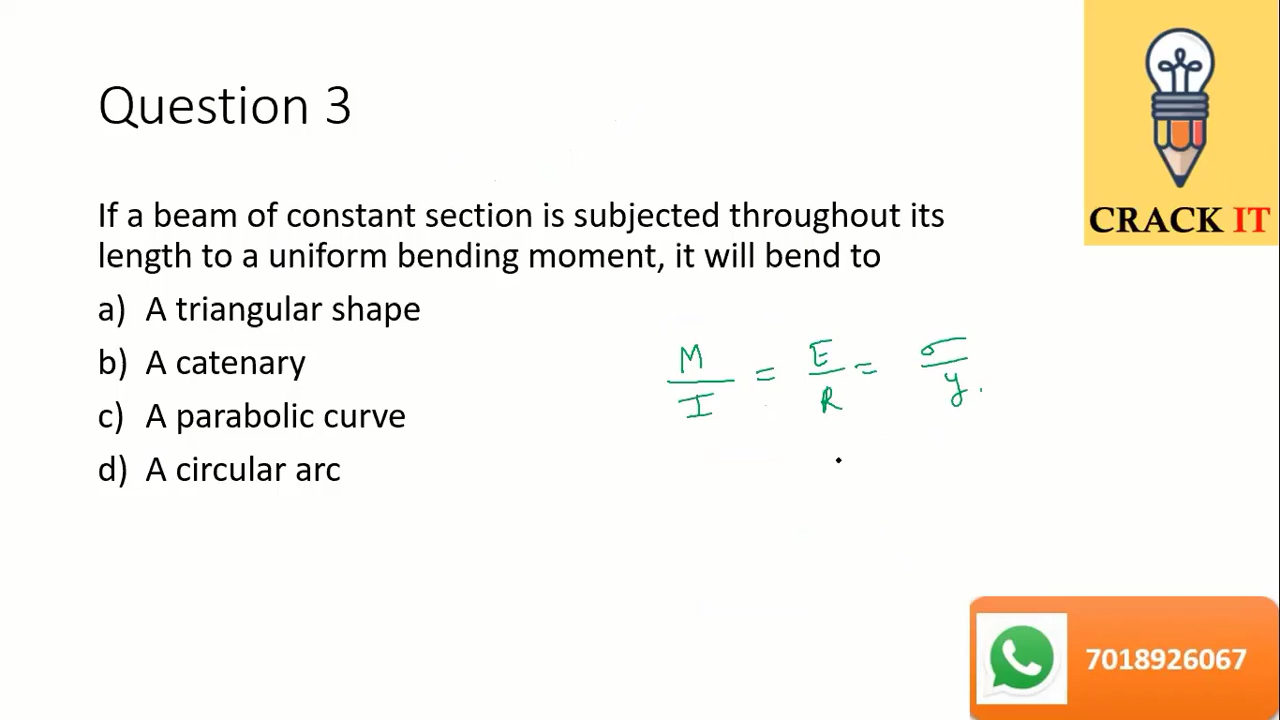 Question 3
CRACK IT
If a beam of constant section is subjected throughout its
length to a uniform bending moment, it will bend to
a) A triangular shape
b) A catenary
c) A parabolic curve
d) A circular arc
M/I = E/R = σ/y.
7018926067